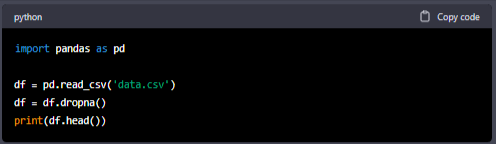 python
Copy code
import pandas as pd
df = pd.read_csv('data.csv')
df = df.dropna()
print(df.head())